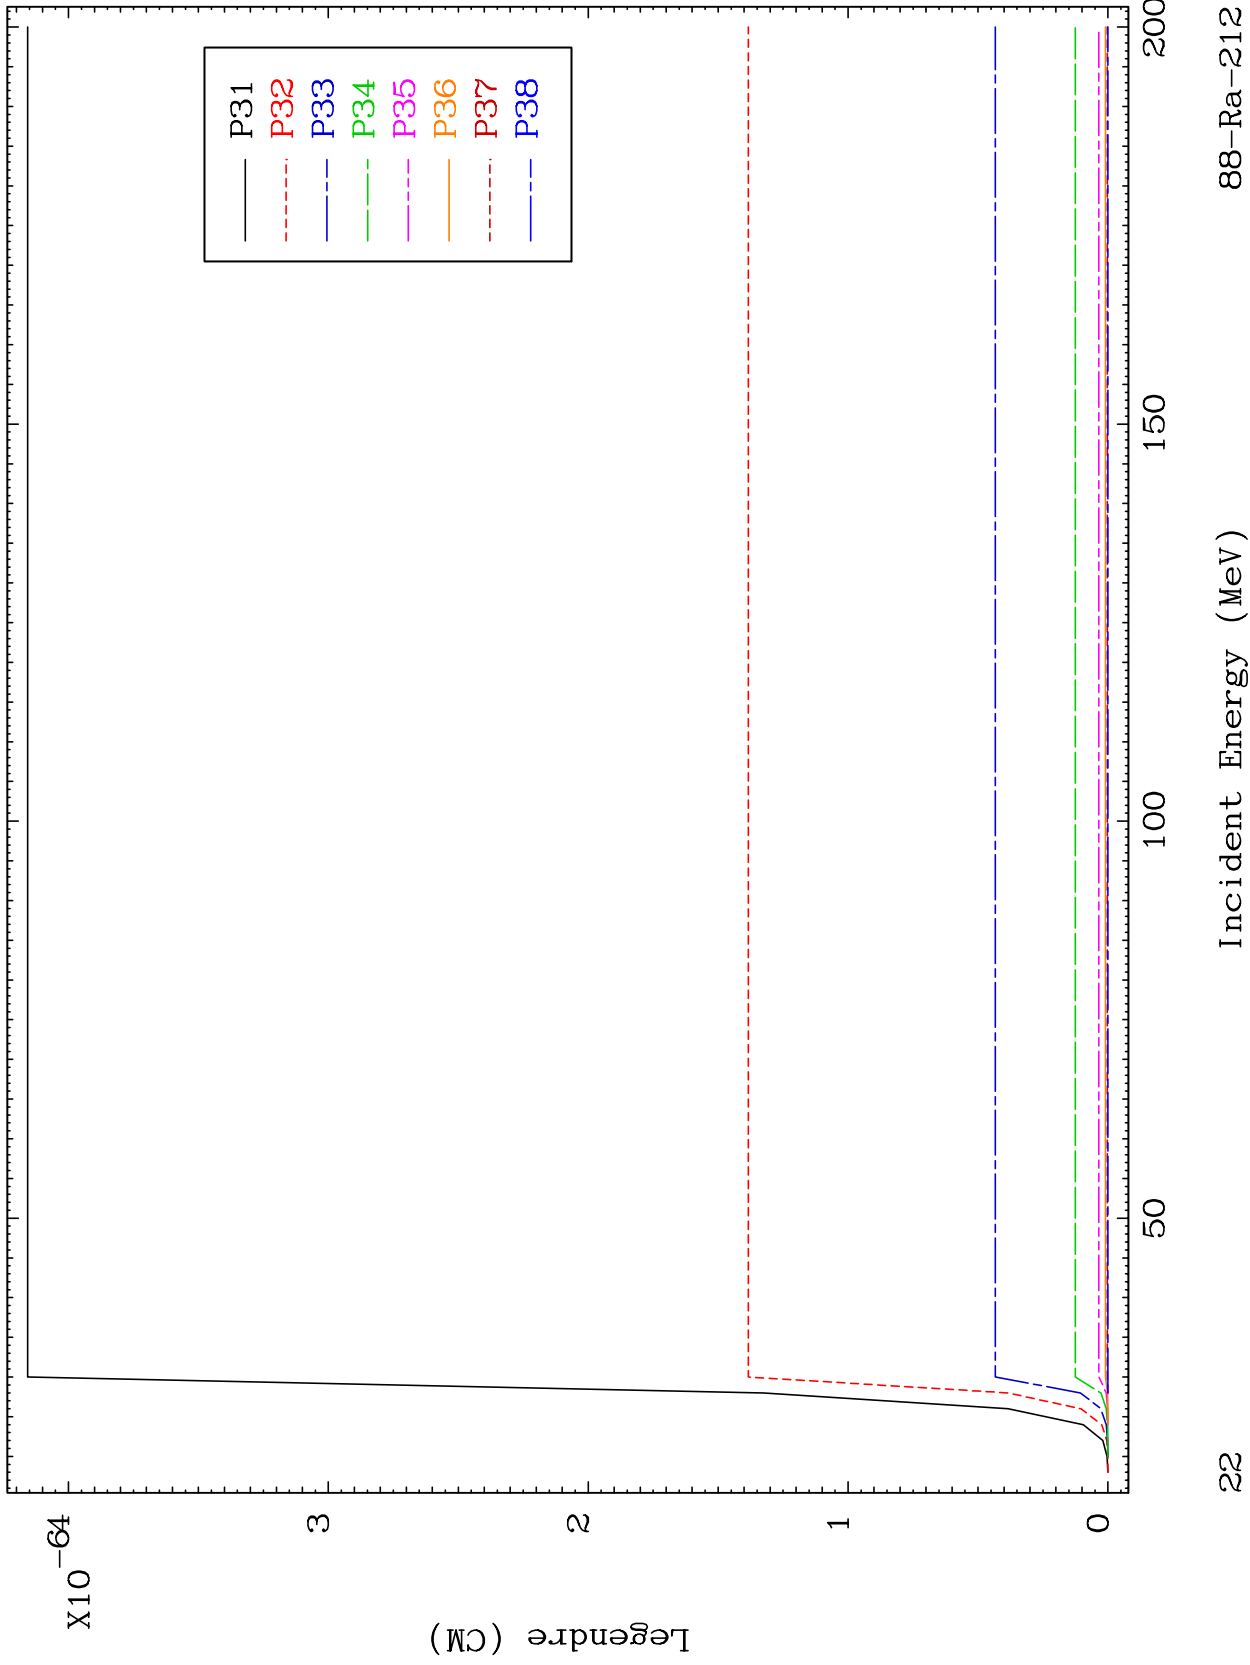 X10
-64
3
2
1
0
Legendre (CM)
P31
P32
P33
P34
P35
P36
P37
P38
50
100
150
200
22
Incident Energy (MeV)
88-Ra-212